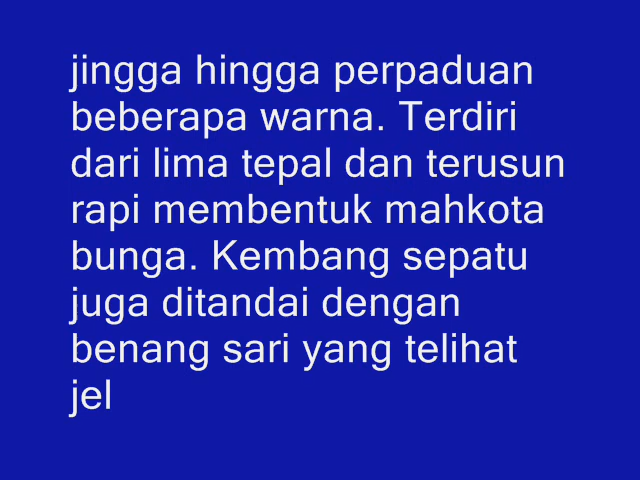 jingga hingga perpaduan
beberapa warna. Terdiri
dari lima tepal dan terusun
rapi membentuk mahkota
bunga. Kembang sepatu
juga ditandai dengan
benang sari yang telihat
jel